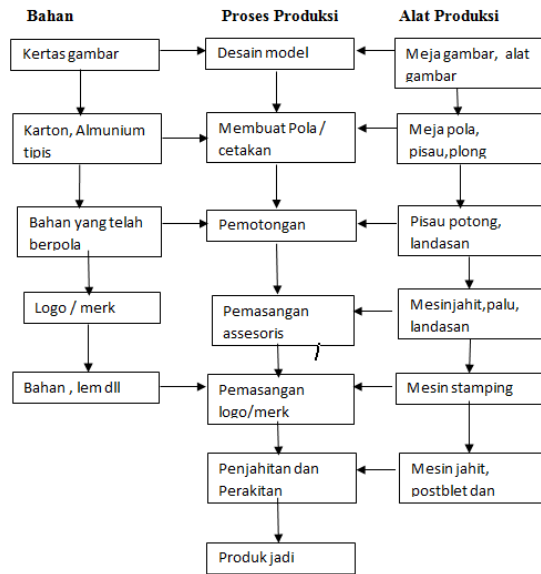 Bahan
Proses Produksi
Alat Produksi
Kertas gambar
Desain model
Meja gambar, alat
gambar
Karton, Almunium
tipis
Membuat Pola /
cetakan
Meja pola,
pisau,plong
Bahan yang telah
berpola
Pemotongan
Pisau potong,
landasan
Logo / merk
Pemasangan
assesoris
Mesinjahit,palu,
landasan
Bahan , lem dll
Pemasangan
logo/merk
Mesin stamping
Penjahitan dan
Perakitan
Mesin jahit,
postblet dan
Produk jadi